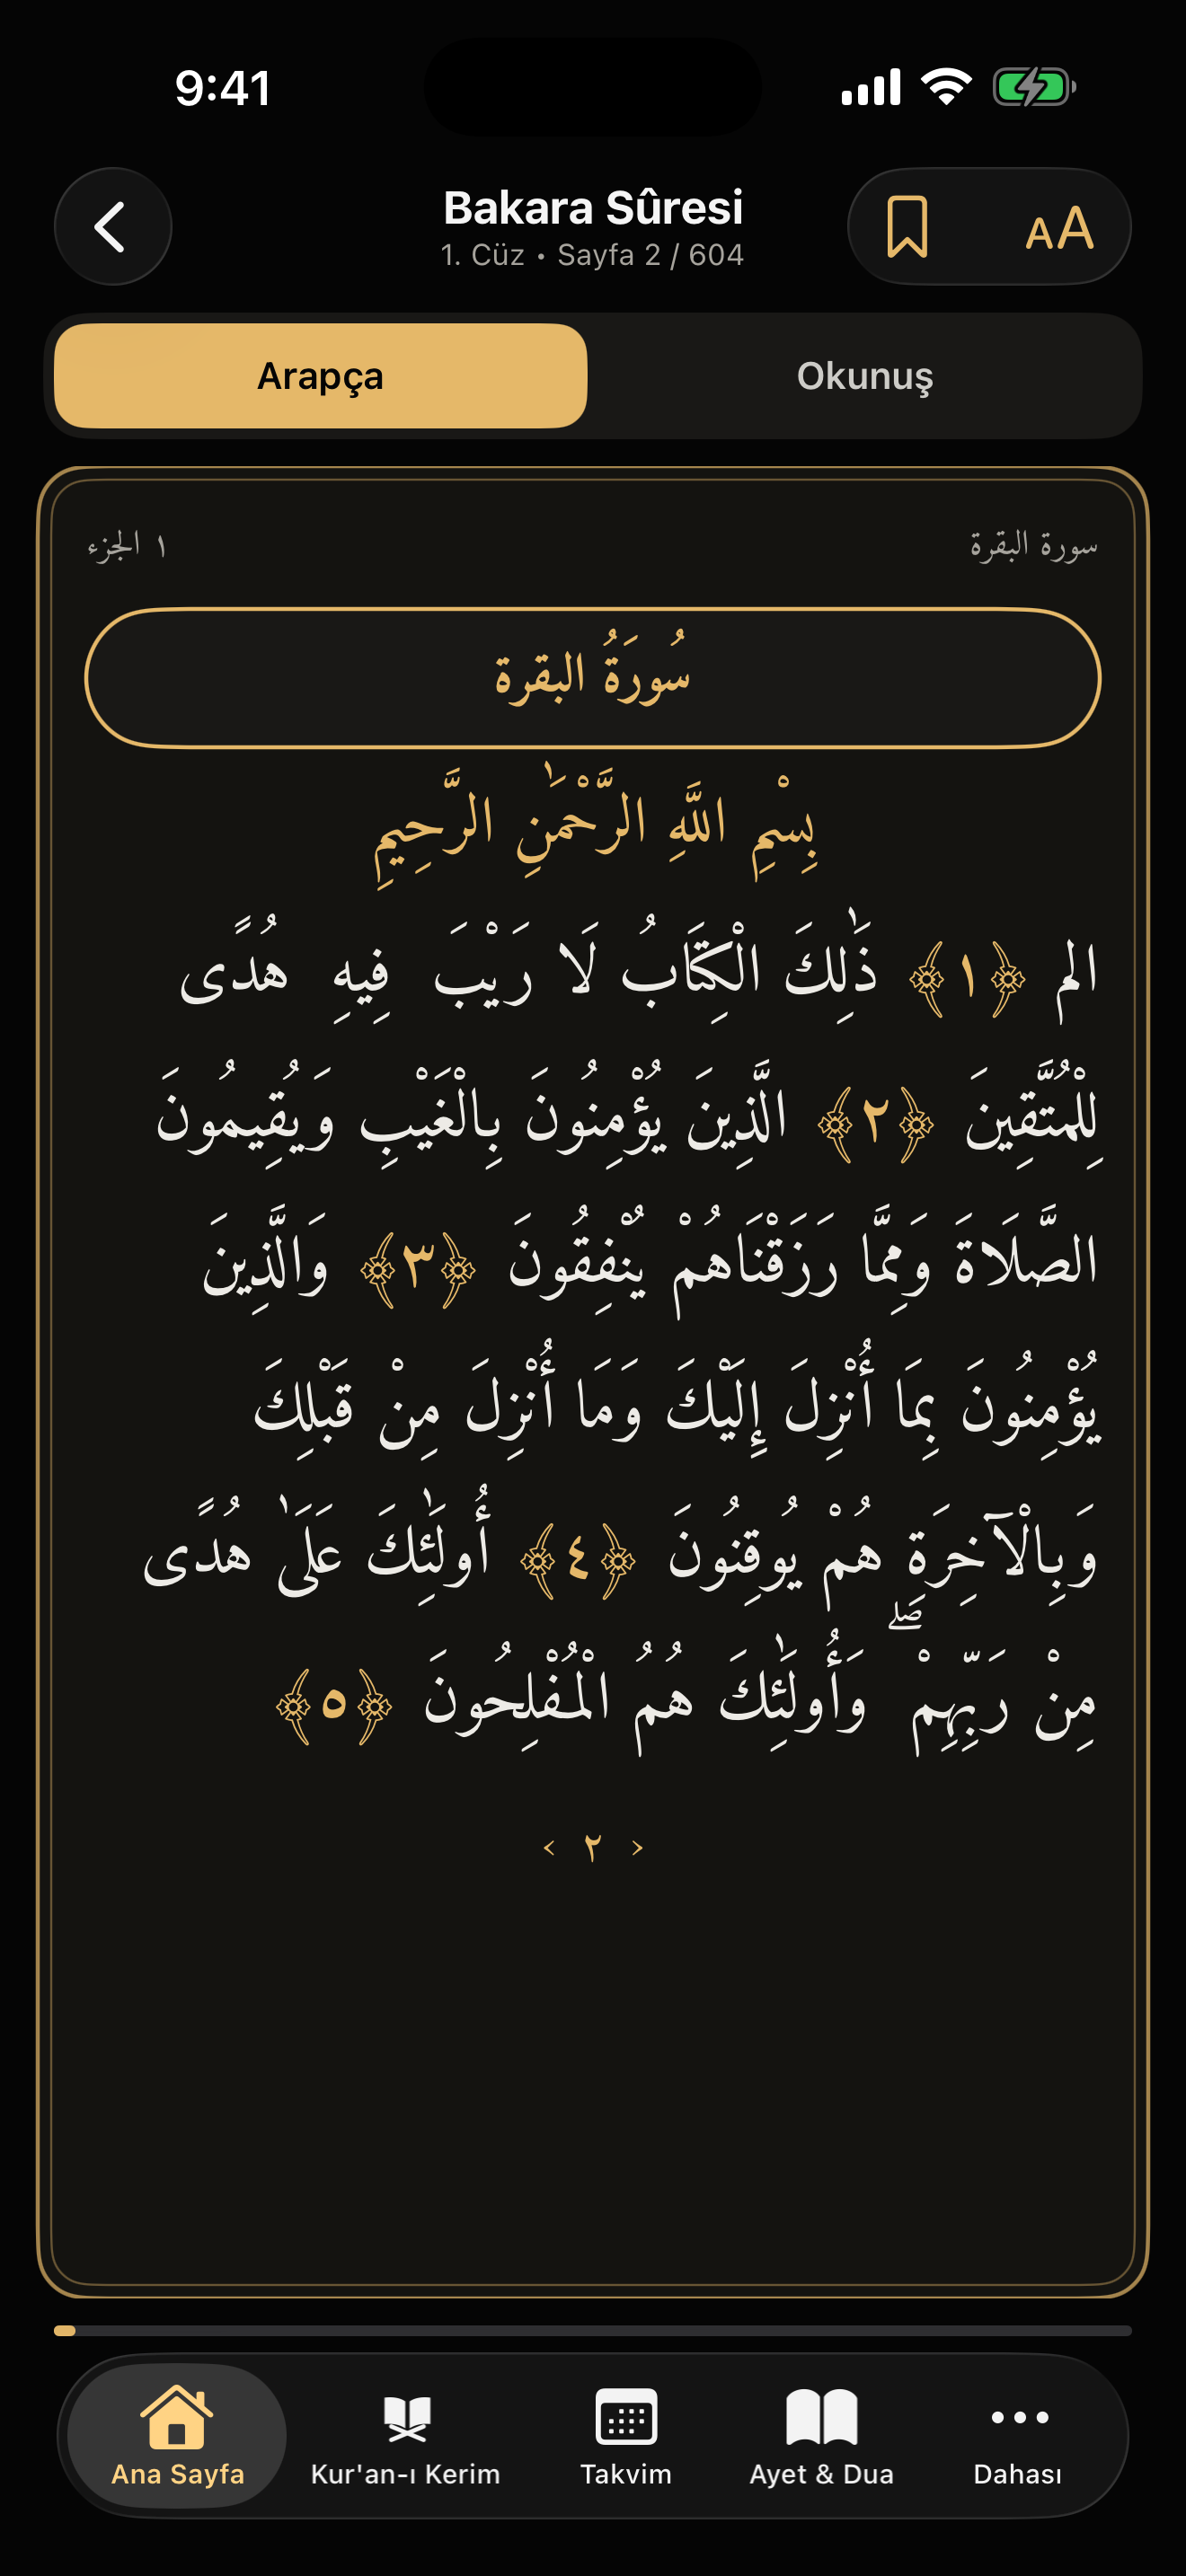 9:41
Bakara Sûresi
1. Cüz • Sayfa 2 / 604
AA
Arapça
Okunuş
سورة البقرة
١ الجزء
سُورَةُ البقرة
بِسْمِ اللَّهِ الرَّحْمَٰنِ الرَّحِيمِ
الم ﴿١﴾ ذَٰلِكَ الْكِتَابُ لَا رَيْبَ فِيهِ هُدًى
لِلْمُتَّقِينَ ﴿٢﴾ الَّذِينَ يُؤْمِنُونَ بِالْغَيْبِ وَيُقِيمُونَ
الصَّلَاةَ وَمِمَّا رَزَقْنَاهُمْ يُنْفِقُونَ ﴿٣﴾ وَالَّذِينَ
يُؤْمِنُونَ بِمَا أُنْزِلَ إِلَيْكَ وَمَا أُنْزِلَ مِنْ قَبْلِكَ
وَبِالْآخِرَةِ هُمْ يُوقِنُونَ ﴿٤﴾ أُولَٰئِكَ عَلَىٰ هُدًى
مِنْ رَبِّهِمْ ۖ وَأُولَٰئِكَ هُمُ الْمُفْلِحُونَ ﴿٥﴾
‹ ٢ ›
Ana Sayfa
Kur'an-ı Kerim
Takvim
Ayet & Dua
Dahası